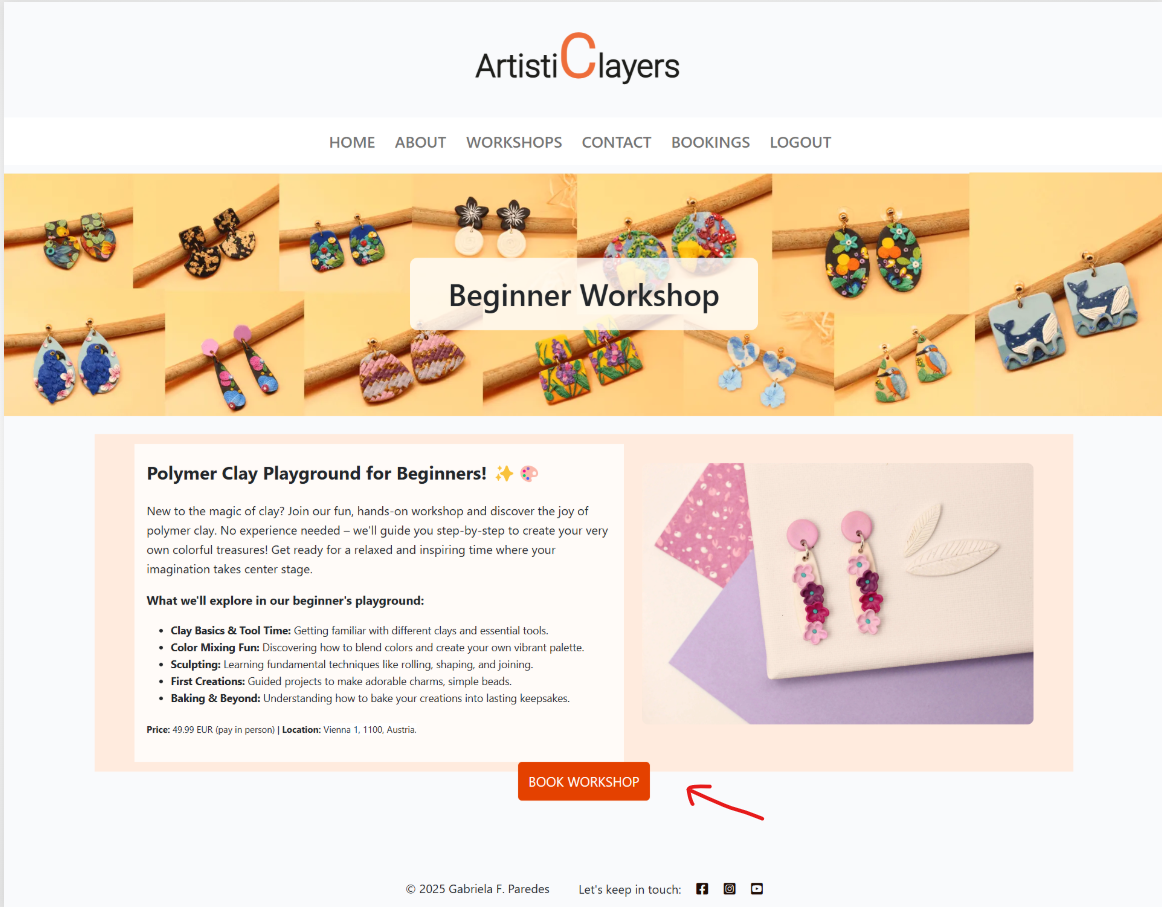 ArtistiClayers
HOME ABOUT WORKSHOPS CONTACT BOOKINGS LOGOUT
Beginner Workshop
Polymer Clay Playground for Beginners! ✨🎨
New to the magic of clay? Join our fun, hands-on workshop and discover the joy of
polymer clay. No experience needed – we'll guide you step-by-step to create your very
own colorful treasures! Get ready for a relaxed and inspiring time where your
imagination takes center stage.
What we'll explore in our beginner's playground:
• Clay Basics & Tool Time: Getting familiar with different clays and essential tools.
• Color Mixing Fun: Discovering how to blend colors and create your own vibrant palette.
• Sculpting: Learning fundamental techniques like rolling, shaping, and joining.
• First Creations: Guided projects to make adorable charms, simple beads.
• Baking & Beyond: Understanding how to bake your creations into lasting keepsakes.
Price: 49.99 EUR (pay in person) | Location: Vienna 1, 1100, Austria.
BOOK WORKSHOP
© 2025 Gabriela F. Paredes Let's keep in touch: